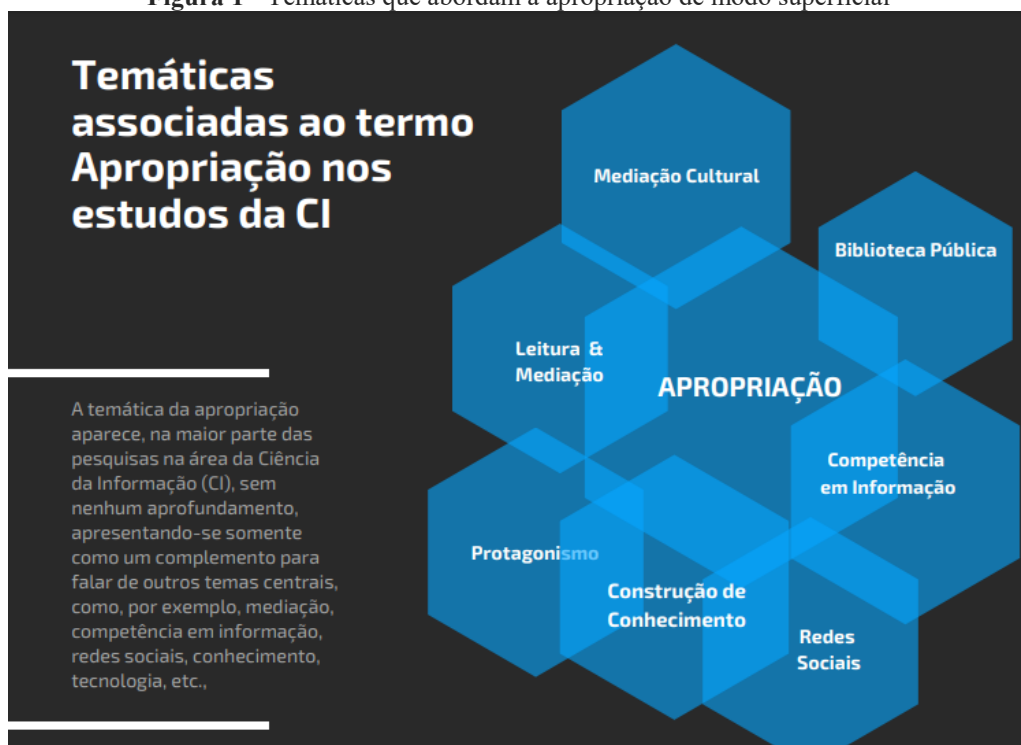 Figura 1 - Temáticas que abordam a apropriação de modo superficial
Temáticas
associadas ao termo
Apropriação nos
estudos da CI
A temática da apropriação
aparece, na maior parte das
pesquisas na área da Ciência
da Informação (CI), sem
nenhum aprofundamento,
apresentando-se somente
como um complemento para
falar de outros temas centrais,
como, por exemplo, mediação,
competência em informação,
redes sociais, conhecimento,
tecnologia, etc.,
Mediação Cultural
Biblioteca Pública
Leitura &
Mediação
APROPRIAÇÃO
Competência
em Informação
Protagonismo
Construção de
Conhecimento
Redes
Sociais